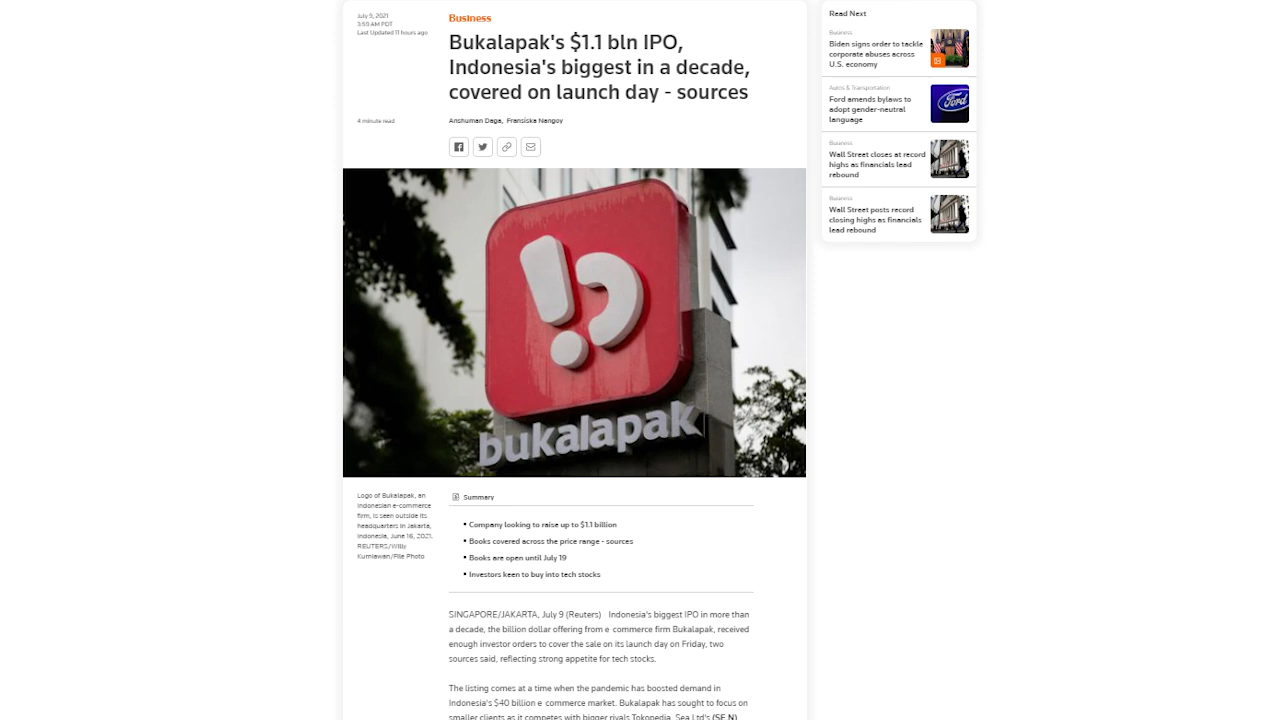 July 9, 2021
3:59 AM PDT
Last Updated 11 hours ago
Business
Bukalapak's $1.1 bln IPO,
Indonesia's biggest in a decade,
covered on launch day - sources
4 minute read
Anshuman Daga, Fransiska Nangoy
bukalapak
Logo of Bukalapak, an
Indonesian e-commerce
firm, is seen outside its
headquarters in Jakarta,
Indonesia, June 16, 2021.
REUTERS/Willy
Kurniawan/File Photo
Summary
Company looking to raise up to $1.1 billion
Books covered across the price range - sources
Books are open until July 19
Investors keen to buy into tech stocks
SINGAPORE/JAKARTA, July 9 (Reuters) Indonesia's biggest IPO in more than
a decade, the billion dollar offering from e commerce firm Bukalapak, received
enough investor orders to cover the sale on its launch day on Friday, two
sources said, reflecting strong appetite for tech stocks.
The listing comes at a time when the pandemic has boosted demand in
Indonesia's $40 billion e commerce market. Bukalapak has sought to focus on
smaller clients as it competes with bigger rivals Tokopedia, Sea Ltd's (SE.N)
Read Next
Business
Biden signs order to tackle
corporate abuses across
U.S. economy
Autos & Transportation
Ford amends bylaws to
adopt gender-neutral
language
Ford
Business
Wall Street closes at record
highs as financials lead
rebound
Business
Wall Street posts record
closing highs as financials
lead rebound